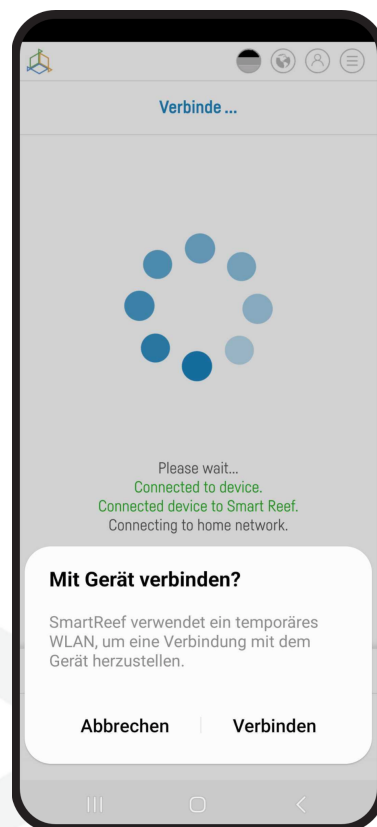 Verbinde ...
Please wait...
Connected to device.
Connected device to Smart Reef.
Connecting to home network.
Mit Gerät verbinden?
SmartReef verwendet ein temporäres
WLAN, um eine Verbindung mit dem
Gerät herzustellen.
Abbrechen
Verbinden